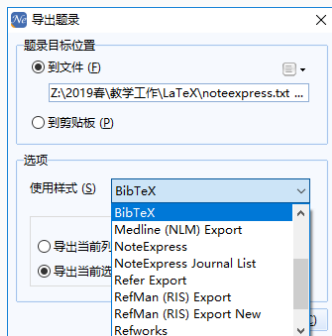 导出题录
题录目标位置
到文件 (F)
Z:\2019春\教学工作\LaTeX\noteexpress.txt ...
到剪贴板 (P)
选项
使用样式 (S) BibTeX
BibTeX
Medline (NLM) Export
NoteExpress
导出当前列
NoteExpress Journal List
导出当前选
Refer Export
RefMan (RIS) Export
RefMan (RIS) Export New
Refworks